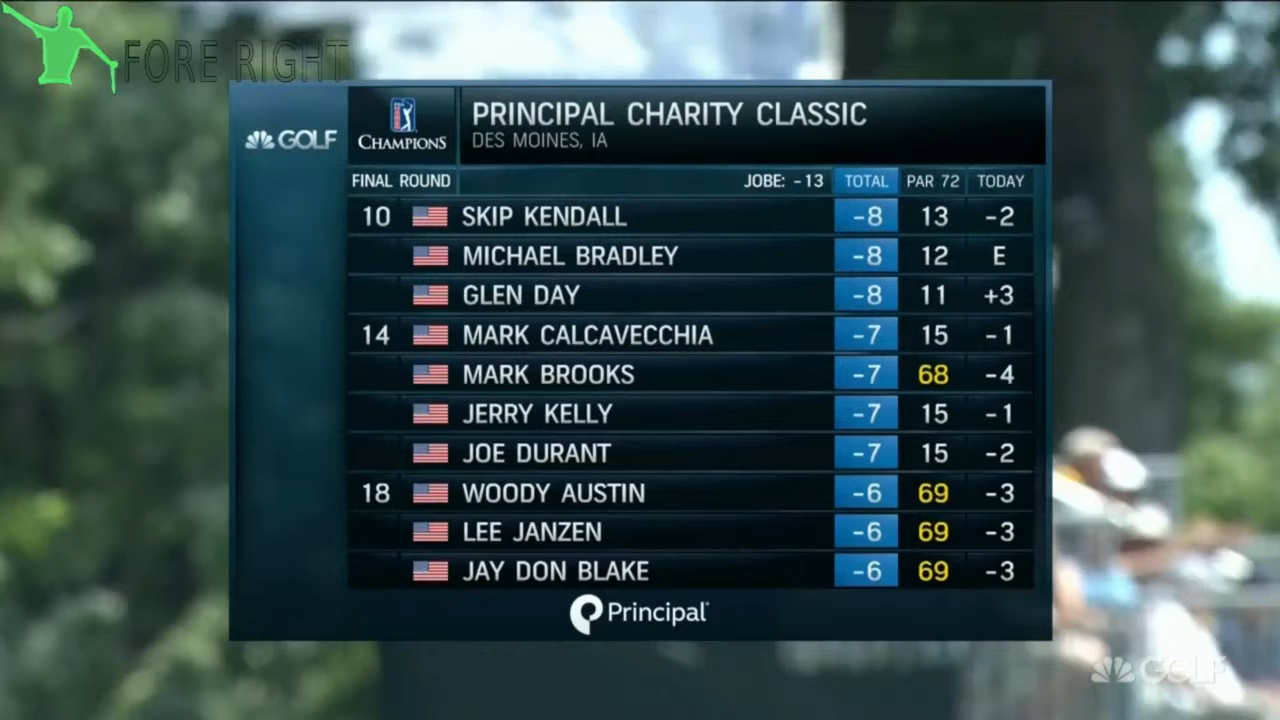 FORE RIGHT
GOLF
PGA TOUR CHAMPIONS
PRINCIPAL CHARITY CLASSIC
DES MOINES, IA
FINAL ROUND JOBE: -13 TOTAL PAR 72 TODAY
10 SKIP KENDALL -8 13 -2
MICHAEL BRADLEY -8 12 E
GLEN DAY -8 11 +3
14 MARK CALCAVECCHIA -7 15 -1
MARK BROOKS -7 68 -4
JERRY KELLY -7 15 -1
JOE DURANT -7 15 -2
18 WOODY AUSTIN -6 69 -3
LEE JANZEN -6 69 -3
JAY DON BLAKE -6 69 -3
Principal®
GOLF